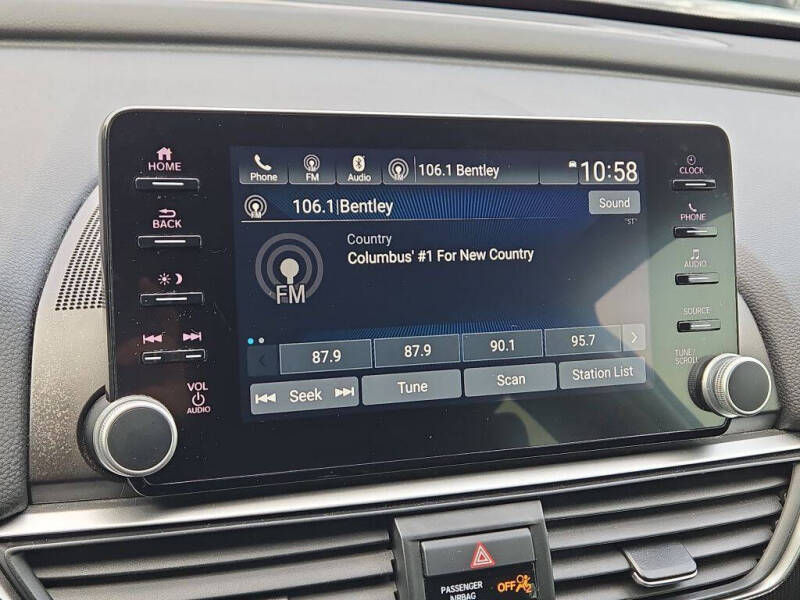 HOME
BACK
VOL
AUDIO
Phone FM Audio 106.1 Bentley 10:58
106.1|Bentley Sound
"ST"
Country
Columbus' #1 For New Country
FM
87.9 87.9 90.1 95.7
Seek Tune Scan Station List
CLOCK
PHONE
AUDIO
SOURCE
TUNE/
SCROLL
PASSENGER
AIRBAG
OFF
2